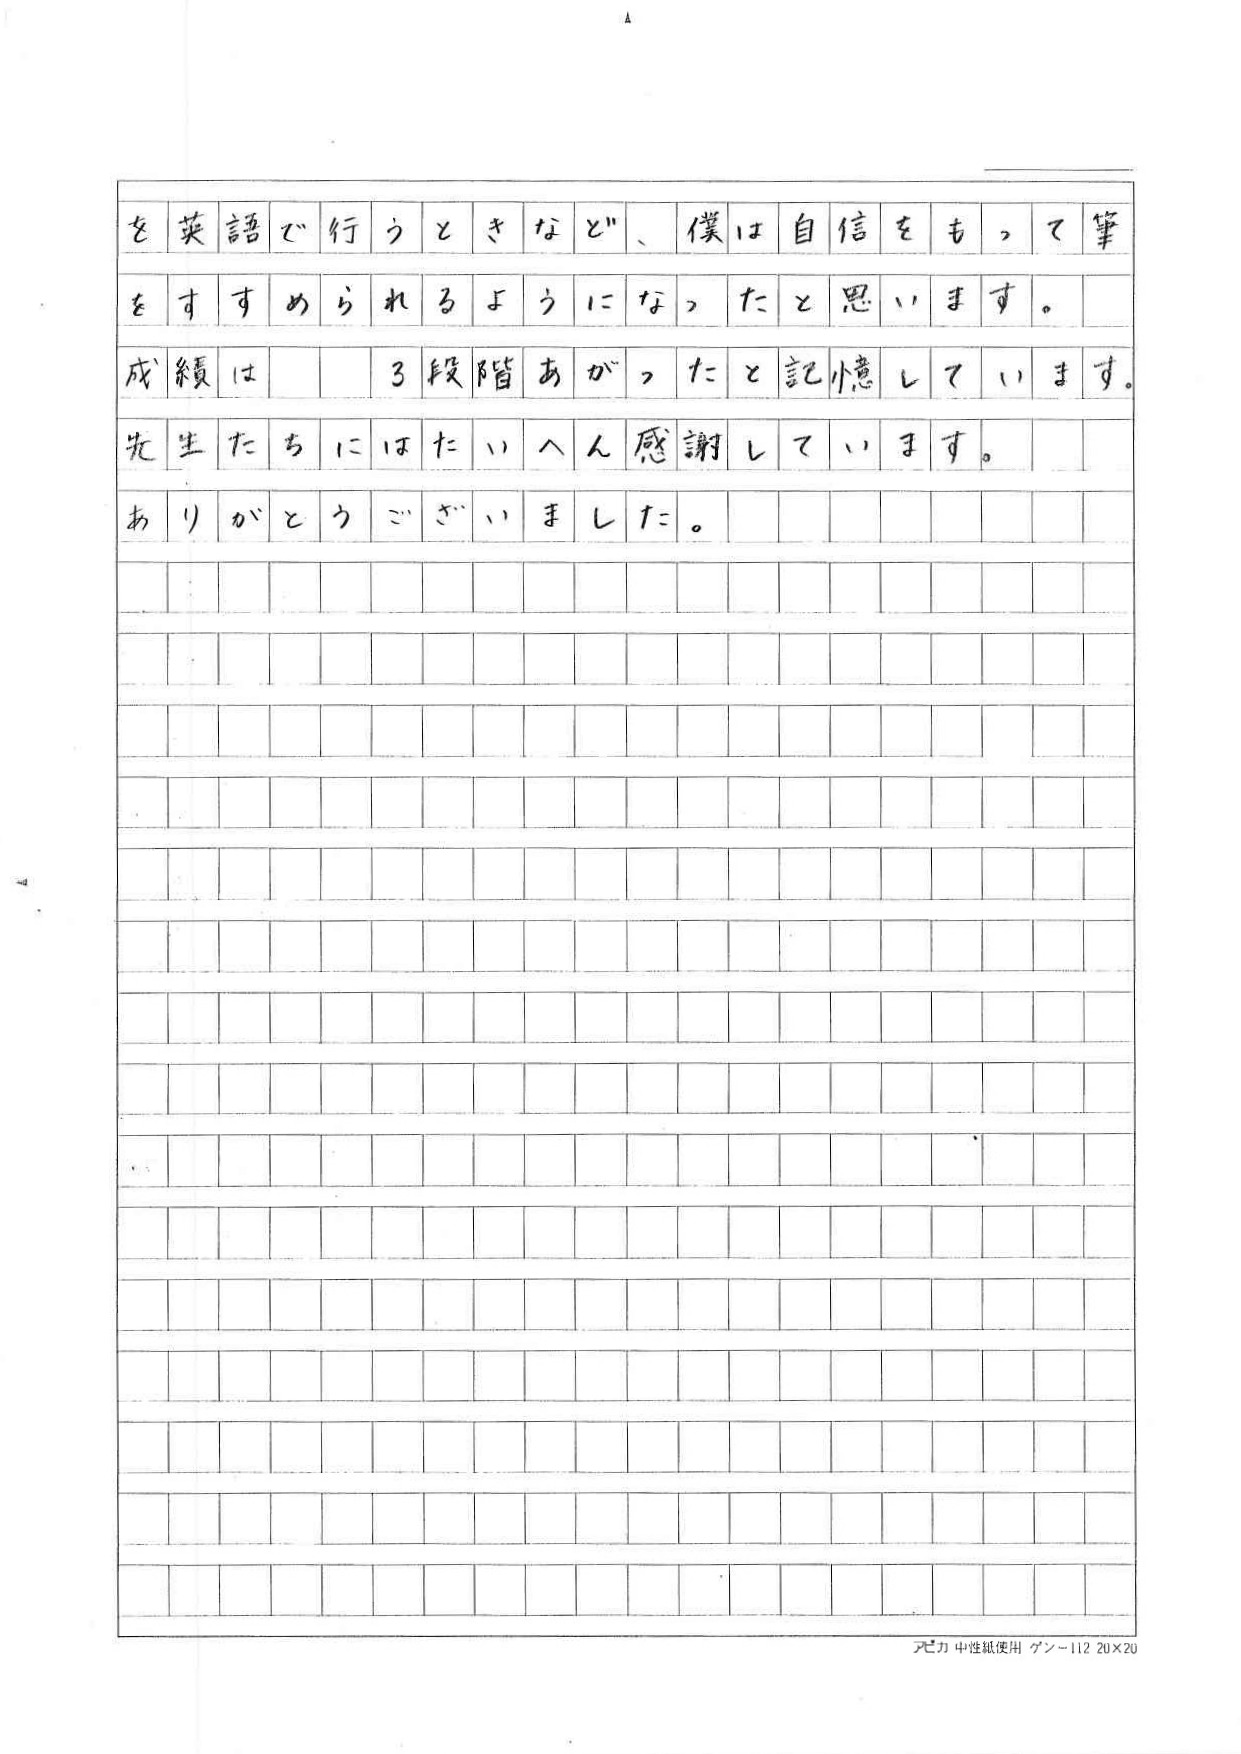 を英語で行うときなど、僕は自信をもって筆
をすすめられるようになったと思います。
成績は　　3段階あがったと記憶しています。
先生たちにはたいへん感謝しています。
ありがとうございました。
アピカ 中性紙使用 ゲンー112 20×20